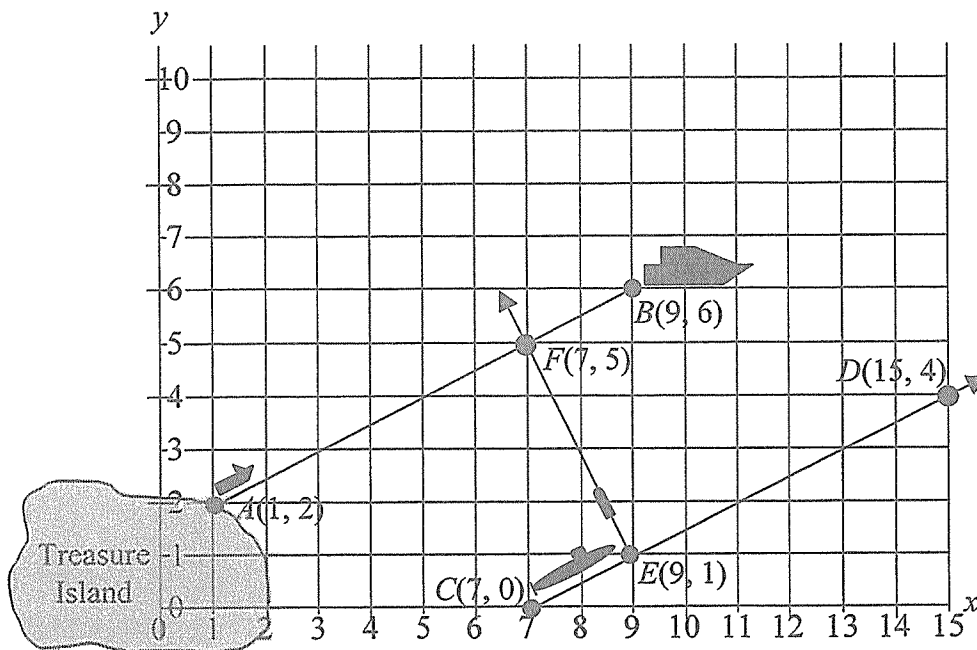 y
10
9
8
7
6
B(9, 6)
5
F(7, 5)
D(15, 4)
4
3
2
A(1, 2)
Treasure
Island
1
E(9, 1)
C(7, 0)
0
x
0 1 2 3 4 5 6 7 8 9 10 11 12 13 14 15